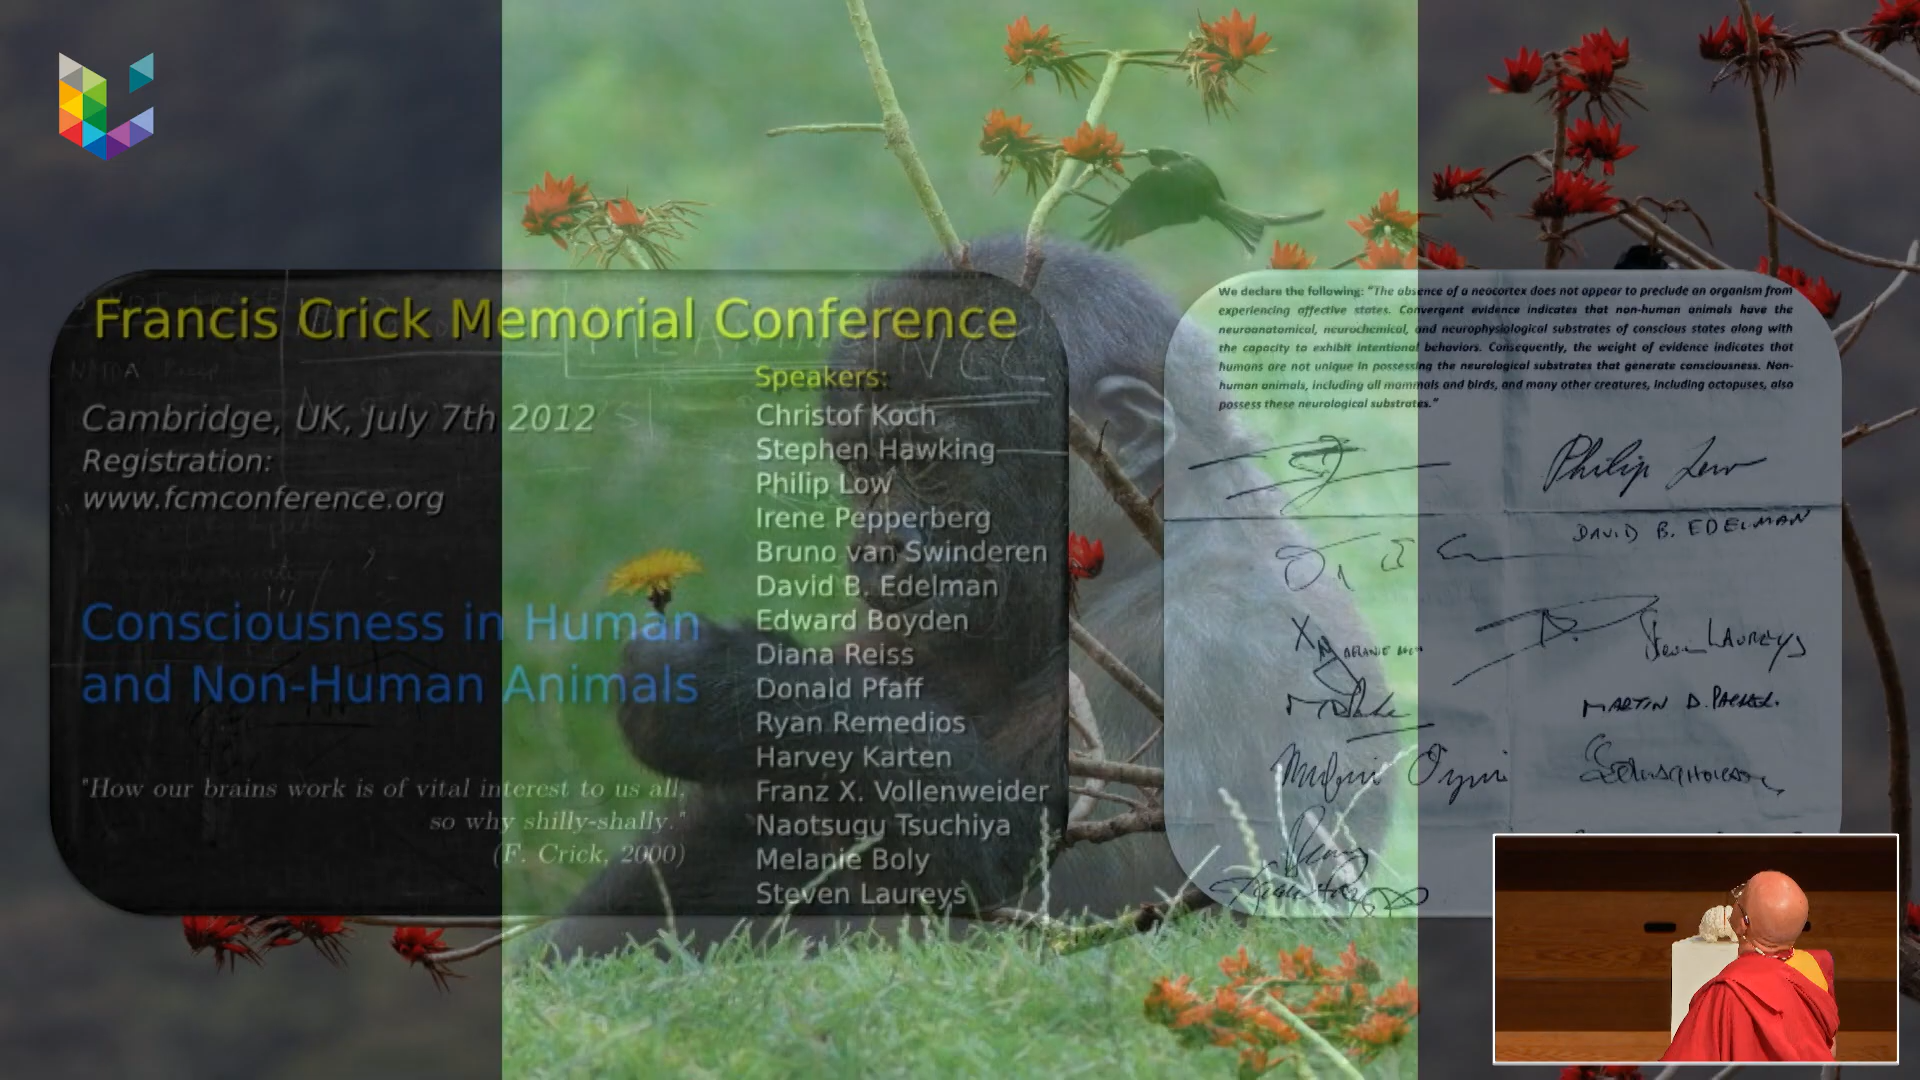 Francis Crick Memorial Conference
Cambridge, UK, July 7th 2012
Registration:
www.fcmconference.org
Consciousness in Human
and Non-Human Animals
"How our brains work is of vital interest to us all,
so why shilly-shally."
(F. Crick, 2000)
Speakers:
Christof Koch
Stephen Hawking
Philip Low
Irene Pepperberg
Bruno van Swinderen
David B. Edelman
Edward Boyden
Diana Reiss
Donald Pfaff
Ryan Remedios
Harvey Karten
Franz X. Vollenweider
Naotsugu Tsuchiya
Melanie Boly
Steven Laureys
We declare the following: "The absence of a neocortex does not appear to preclude an organism from
experiencing affective states. Convergent evidence indicates that non-human animals have the
neuroanatomical, neurochemical, and neurophysiological substrates of conscious states along with
the capacity to exhibit intentional behaviors. Consequently, the weight of evidence indicates that
humans are not unique in possessing the neurological substrates that generate consciousness. Non-
human animals, including all mammals and birds, and many other creatures, including octopuses, also
possess these neurological substrates."
Philip Low
DAVID B. EDELMAN
Steven LAUREYS
MARTIN D.